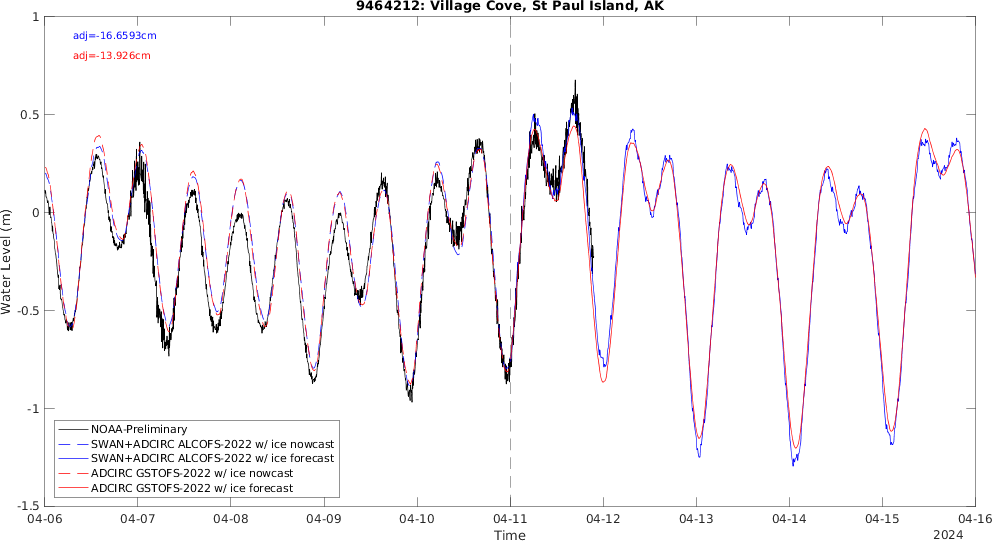 9464212: Village Cove, St Paul Island, AK
adj=-16.6593cm
adj=-13.926cm
1
0.5
0
-0.5
-1
-1.5
Water Level (m)
NOAA-Preliminary
SWAN+ADCIRC ALCOFS-2022 w/ ice nowcast
SWAN+ADCIRC ALCOFS-2022 w/ ice forecast
ADCIRC GSTOFS-2022 w/ ice nowcast
ADCIRC GSTOFS-2022 w/ ice forecast
04-06 04-07 04-08 04-09 04-10 04-11 04-12 04-13 04-14 04-15 04-16
Time
2024